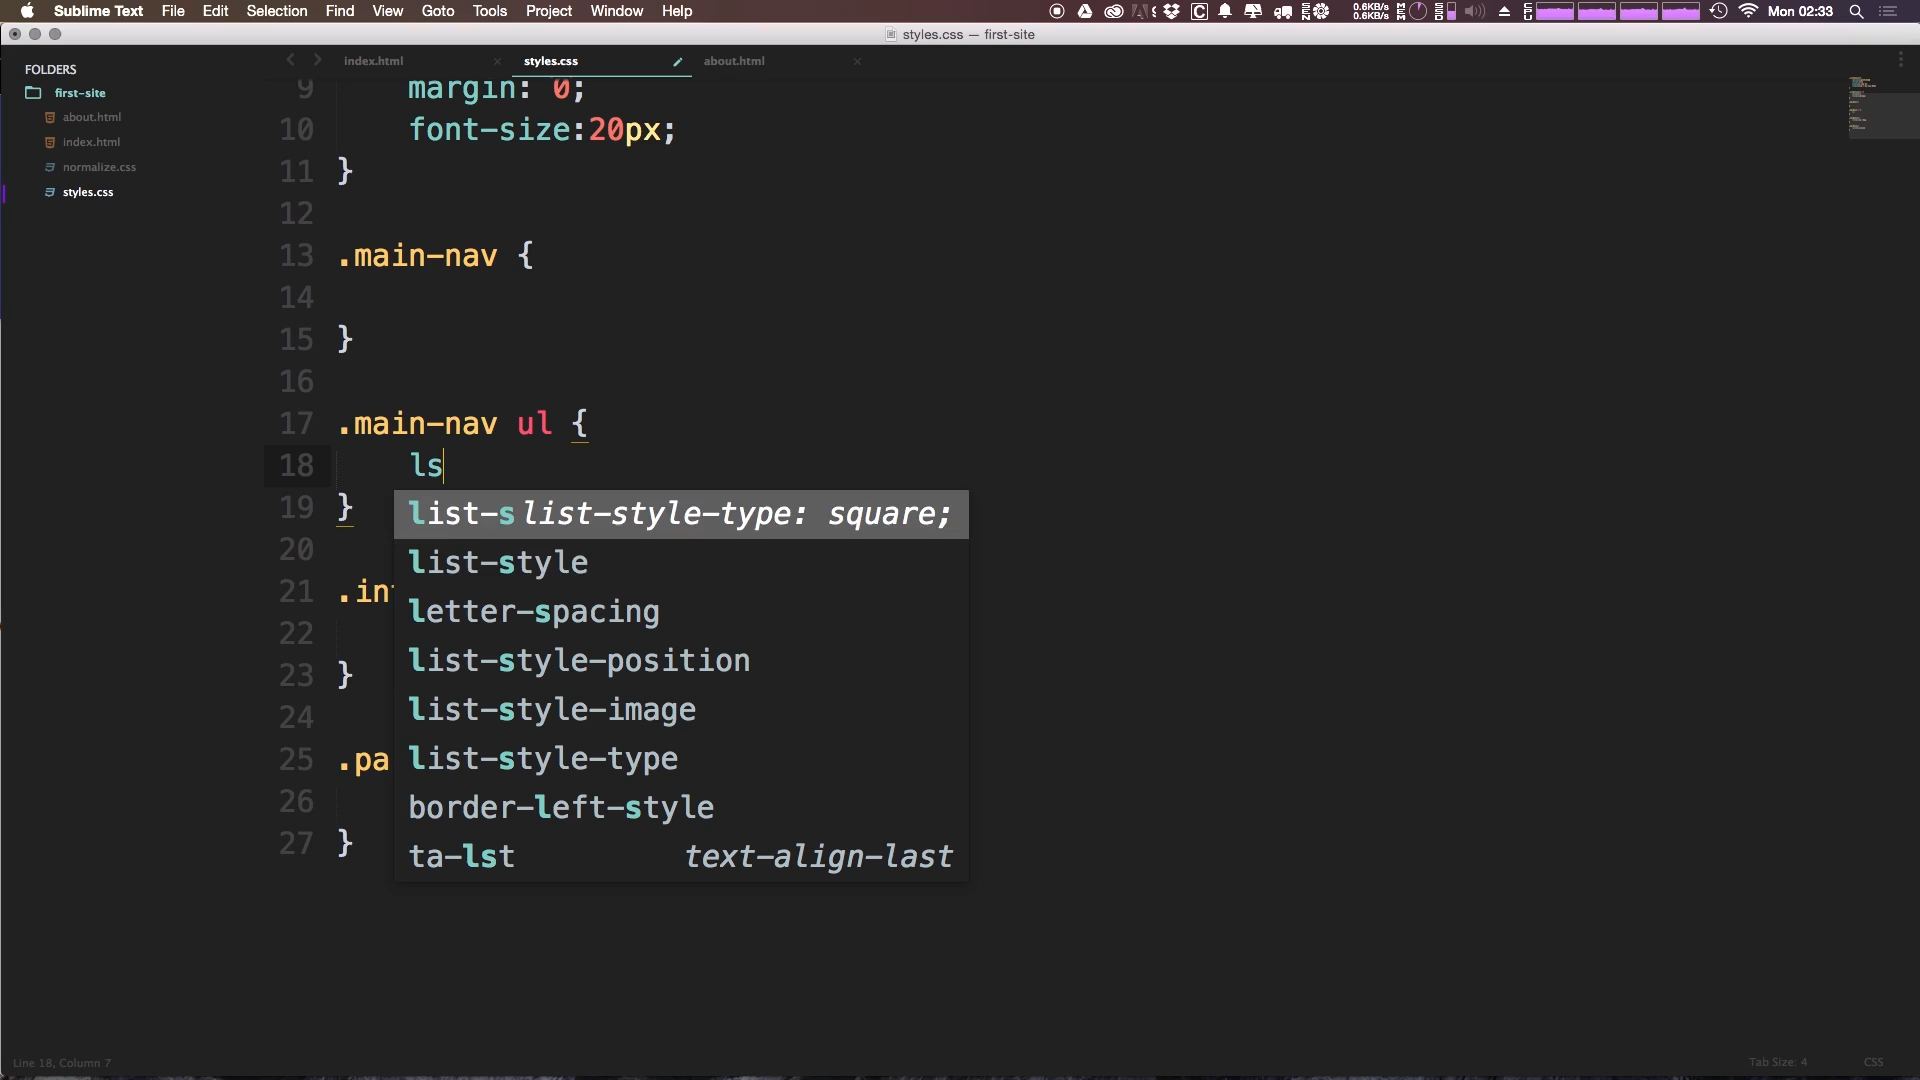 Sublime Text File Edit Selection Find View Goto Tools Project Window Help
0.6KB/s
0.6KB/s
Mon 02:33
styles.css — first-site
FOLDERS
first-site
about.html
index.html
normalize.css
styles.css
index.html
styles.css
about.html
9 margin: 0;
10 font-size:20px;
11 }
12
13 .main-nav {
14
15 }
16
17 .main-nav ul {
18 ls
19 }
20
21 .in
22
23 }
24
25 .pa
26
27 }
list-s list-style-type: square;
list-style
letter-spacing
list-style-position
list-style-image
list-style-type
border-left-style
ta-lst text-align-last
Line 18, Column 7
Tab Size: 4
CSS